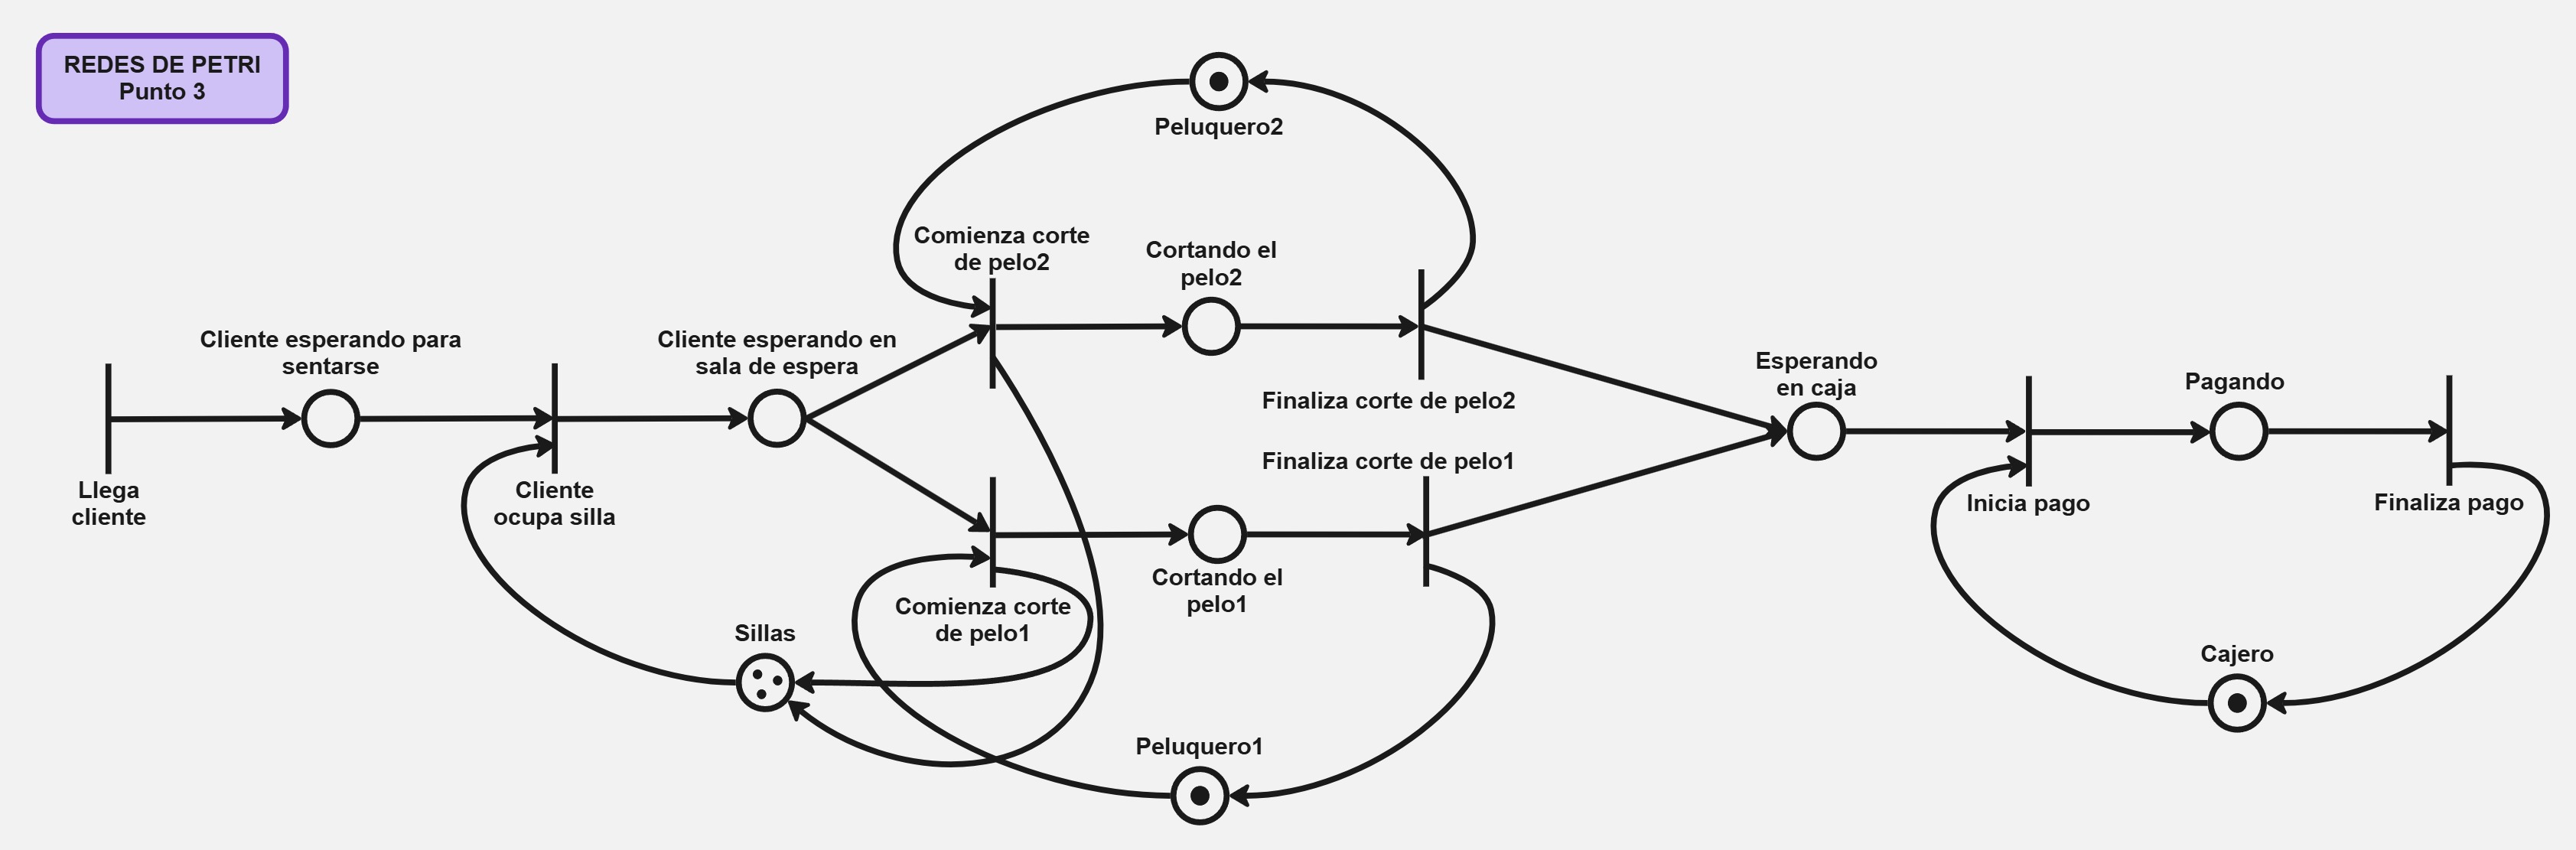 REDES DE PETRI
Punto 3
Peluquero2
Comienza corte
de pelo2
Cortando el
pelo2
Cliente esperando para
sentarse
Cliente esperando en
sala de espera
Esperando
en caja
Pagando
Finaliza corte de pelo2
Finaliza corte de pelo1
Llega
cliente
Cliente
ocupa silla
Inicia pago
Finaliza pago
Cortando el
pelo1
Comienza corte
de pelo1
Sillas
Cajero
Peluquero1